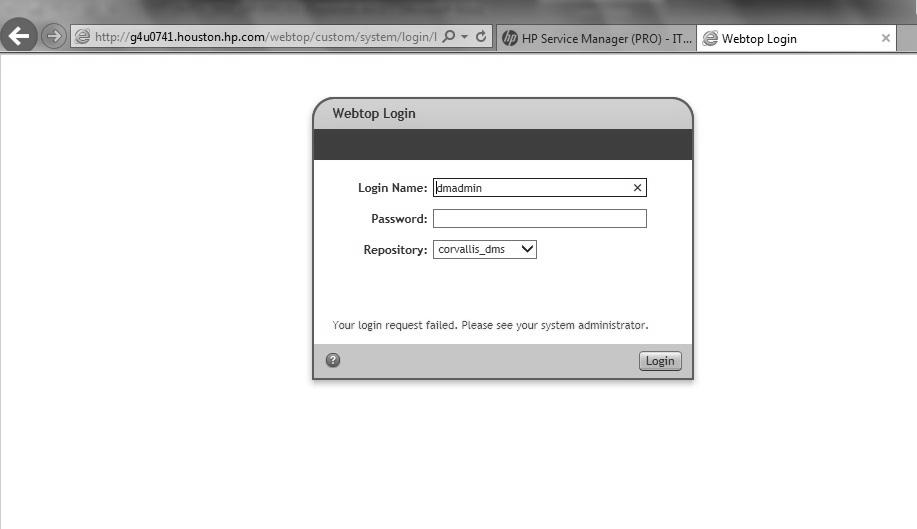 http://g4u0741.houston.hp.com/webtop/custom/system/login/l
HP Service Manager (PRO) - IT...
Webtop Login
Webtop Login
Login Name: dmadmin
Password:
Repository: corvallis_dms
Your login request failed. Please see your system administrator.
Login